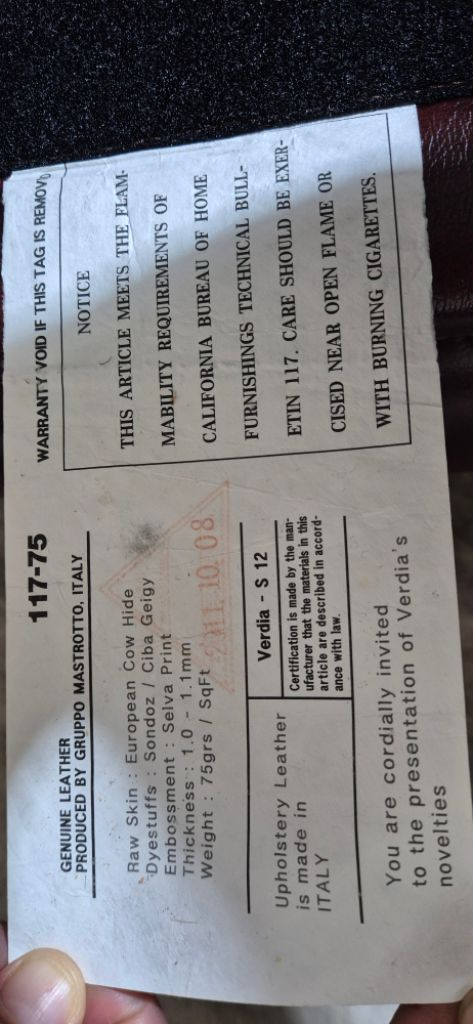 117-75
GENUINE LEATHER
PRODUCED BY GRUPPO MASTROTTO. ITALY
Raw Skin : European Cow Hide
Dyestuffs : Sondoz / Ciba Geigy
Embossment : Selva Print
Thickness : 1.0 - 1.1mm
Weight : 75grs / SqFt
2011. 10. 08
Upholstery Leather
is made in
ITALY
Verdia - S 12
Certification is made by the man-
ufacturer that the materials in this
article are described in accord-
ance with law.
You are cordially invited
to the presentation of Verdia's
novelties
WARRANTY VOID IF THIS TAG IS REMOV
NOTICE
THIS ARTICLE MEETS THE FLAM-
MABILITY REQUIREMENTS OF
CALIFORNIA BUREAU OF HOME
FURNISHINGS TECHNICAL BULL-
ETIN 117. CARE SHOULD BE EXER-
CISED NEAR OPEN FLAME OR
WITH BURNING CIGARETTES.